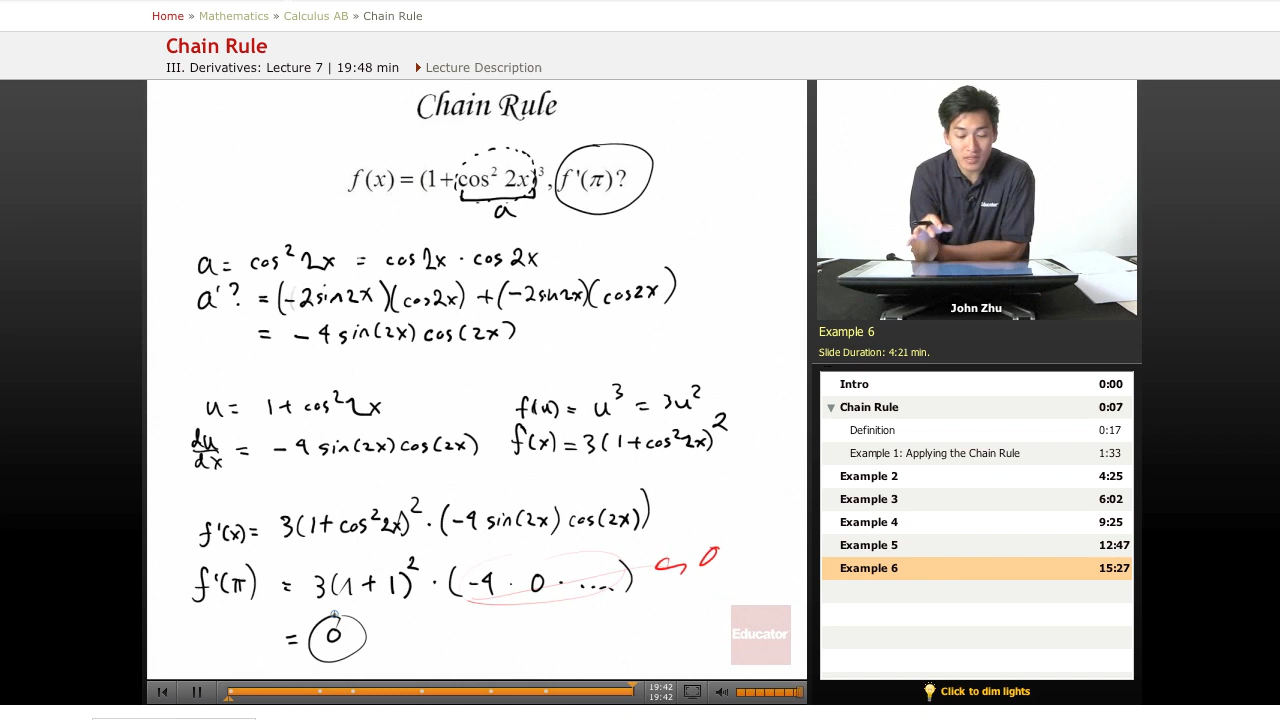 Home » Mathematics » Calculus AB » Chain Rule
Chain Rule
III. Derivatives: Lecture 7 | 19:48 min Lecture Description
Chain Rule
f(x) = (1+cos² 2x)³, f'(π)?
a
a = cos² 2x = cos 2x · cos 2x
a' ? = (-2sin2x)(cos2x) + (-2sin2x)(cos2x)
= -4 sin(2x) cos(2x)
u = 1 + cos² 2x
f(u) = u³ = 3u²
du/dx = -4 sin(2x) cos(2x)
f(x) = 3(1+cos²2x)²
f'(x) = 3(1+cos²2x)² · (-4 sin(2x) cos(2x))
f'(π) = 3(1+1)² · (-4 · 0 · ....) 0
= 0
Educator
Educator
John Zhu
Example 6
Slide Duration: 4:21 min.
Intro 0:00
Chain Rule 0:07
Definition 0:17
Example 1: Applying the Chain Rule 1:33
Example 2 4:25
Example 3 6:02
Example 4 9:25
Example 5 12:47
Example 6 15:27
19:42
19:42
Click to dim lights